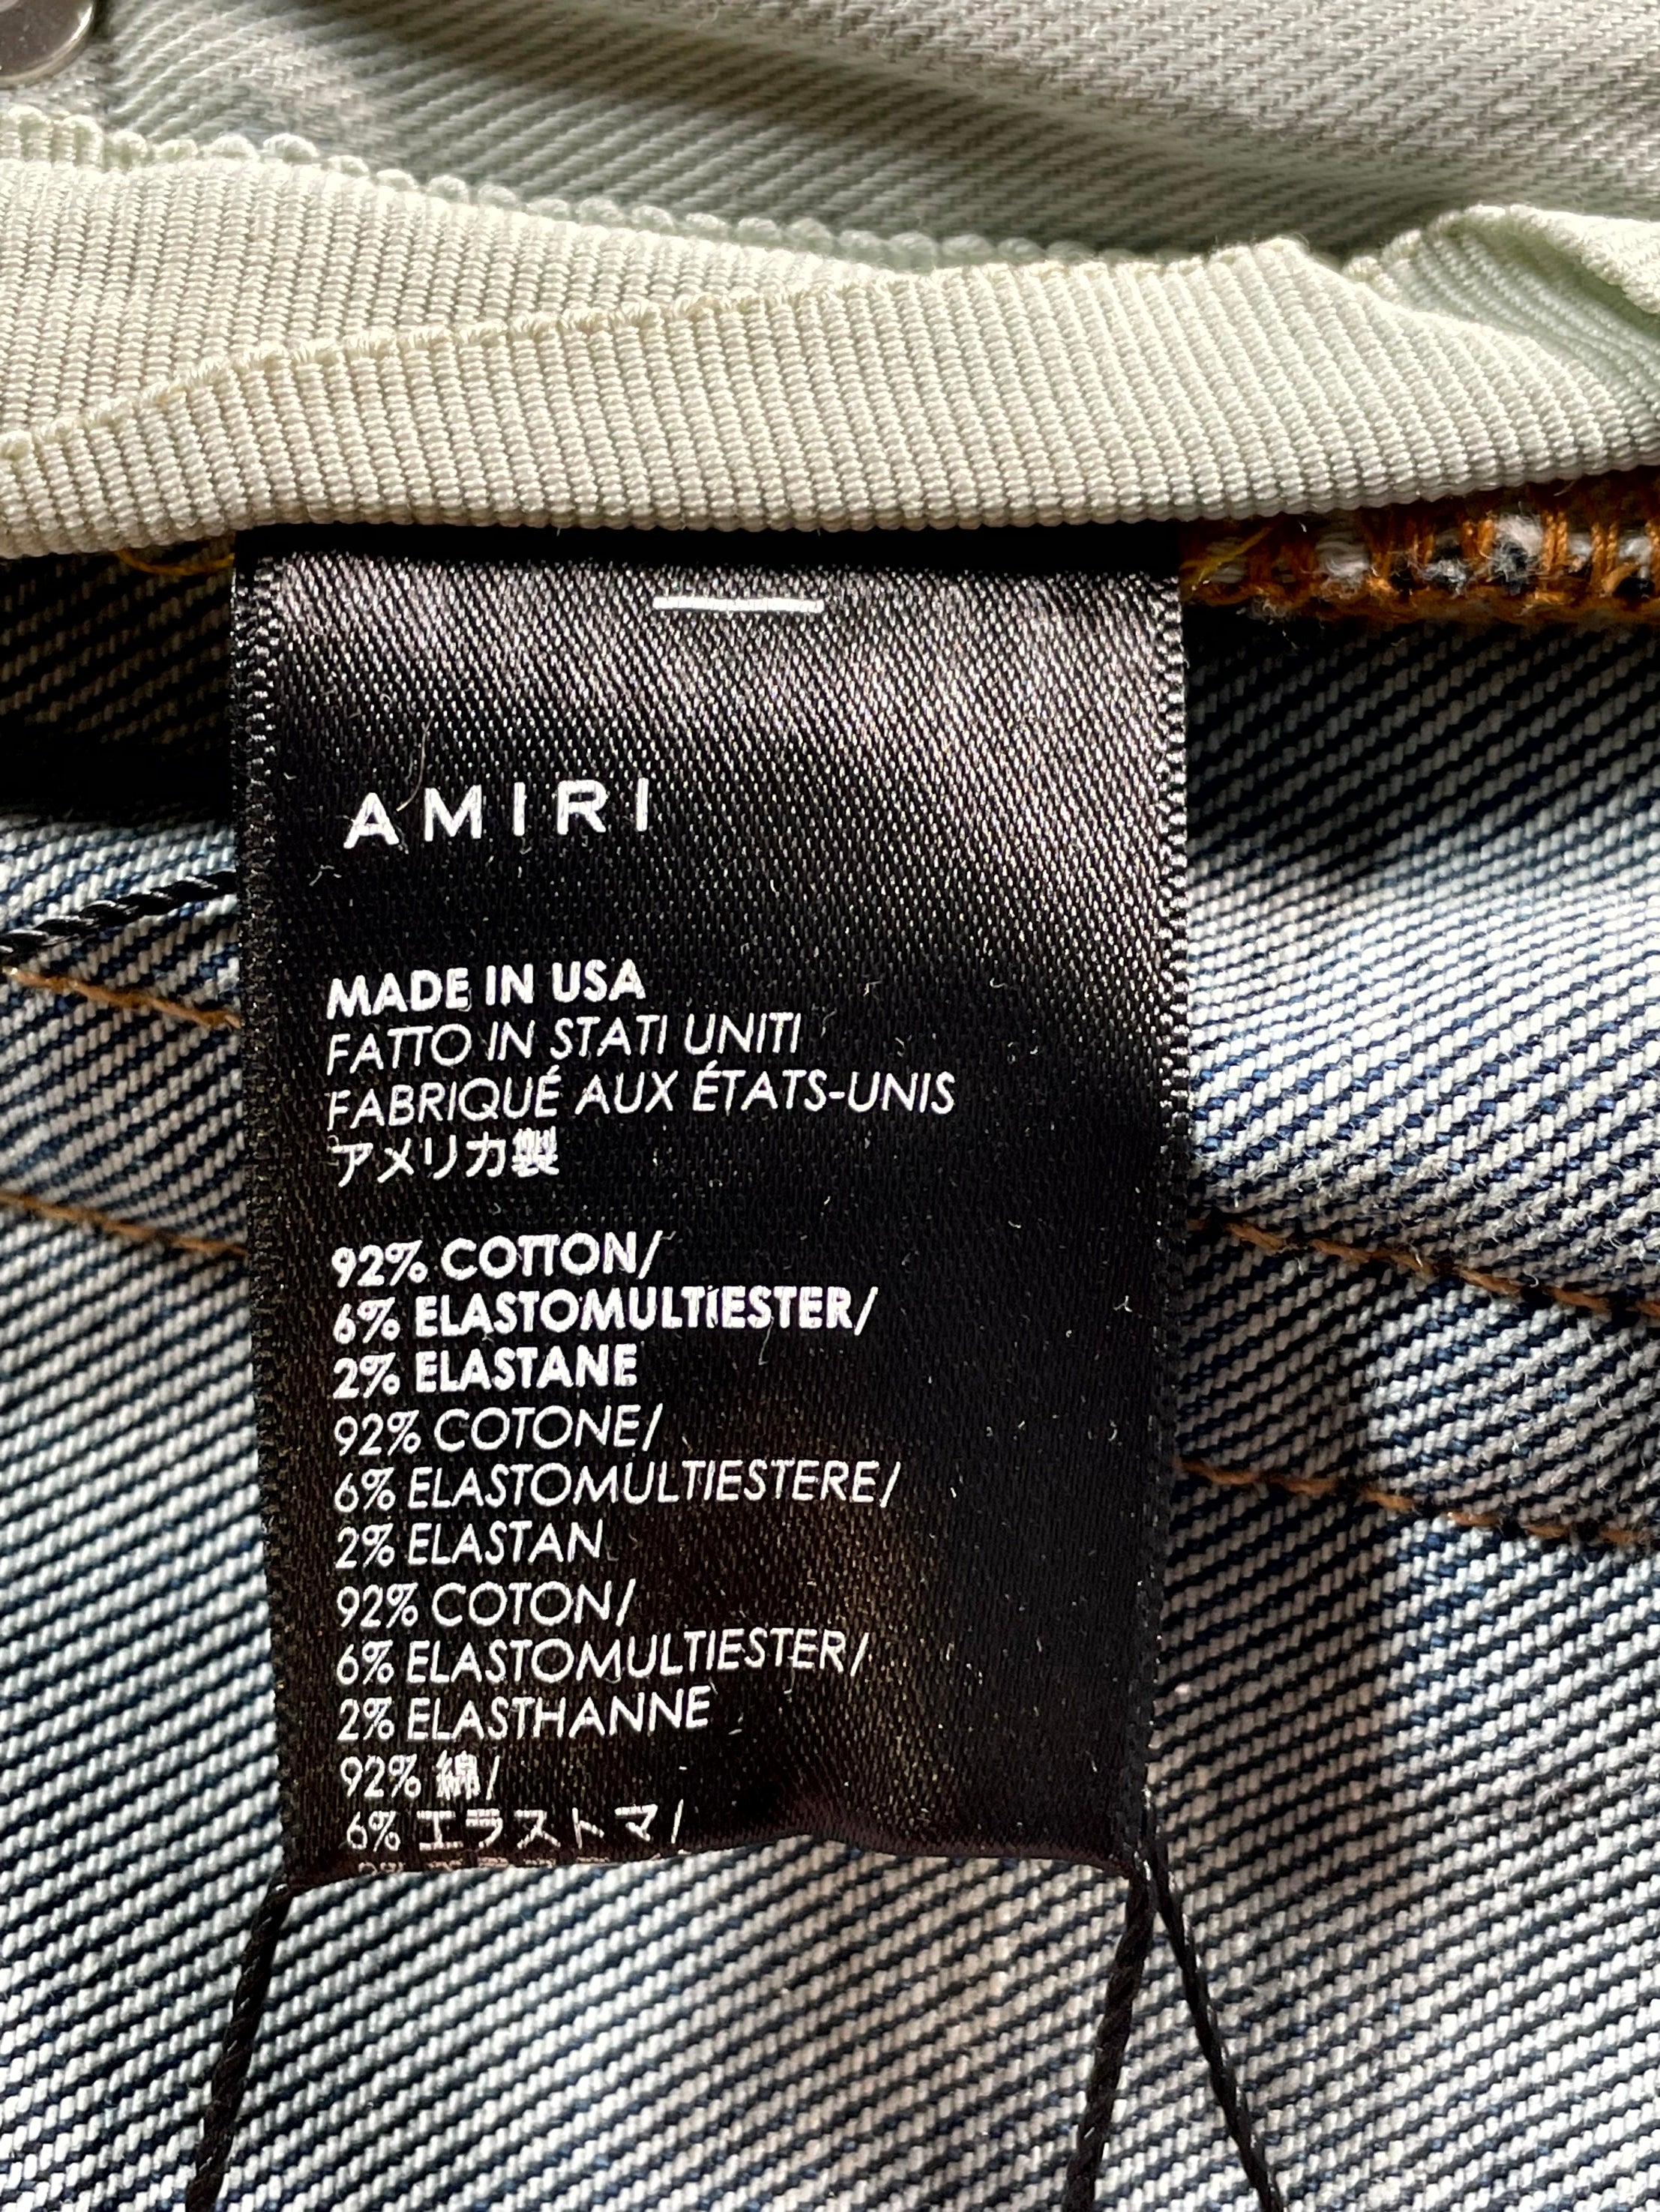 AMIRI
MADE IN USA
FATTO IN STATI UNITI
FABRIQUÉ AUX ÉTATS-UNIS
アメリカ製
92% COTTON/
6% ELASTOMULTIESTER/
2% ELASTANE
92% COTONE/
6% ELASTOMULTIESTERE/
2% ELASTAN
92% COTON/
6% ELASTOMULTIESTER/
2% ELASTHANNE
92% 綿/
6% エラストマ/